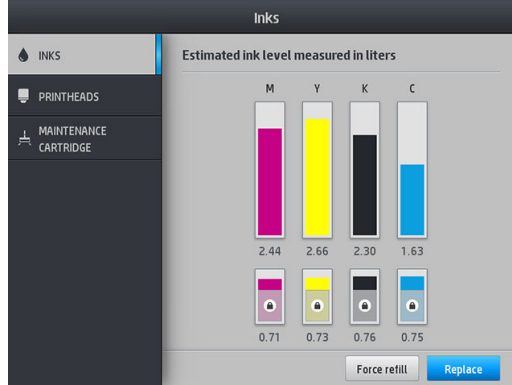 Inks
INKS
PRINTHEADS
MAINTENANCE
CARTRIDGE
Estimated ink level measured in liters
M Y K C
2.44 2.66 2.30 1.63
0.71 0.73 0.76 0.75
Force refill Replace